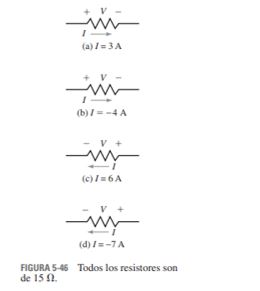 + V -
I
(a) I = 3 A
+ V -
I
(b) I = -4 A
- V +
I
(c) I = 6 A
- V +
I
(d) I = -7 A
FIGURA 5-46 Todos los resistores son
de 15 Ω.